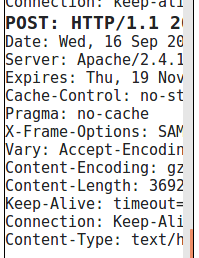 Connection: keep-ali
POST: HTTP/1.1 20
Date: Wed, 16 Sep 20
Server: Apache/2.4.1
Expires: Thu, 19 Nov
Cache-Control: no-st
Pragma: no-cache
X-Frame-Options: SAM
Vary: Accept-Encodin
Content-Encoding: gz
Content-Length: 3692
Keep-Alive: timeout=
Connection: Keep-Ali
Content-Type: text/h